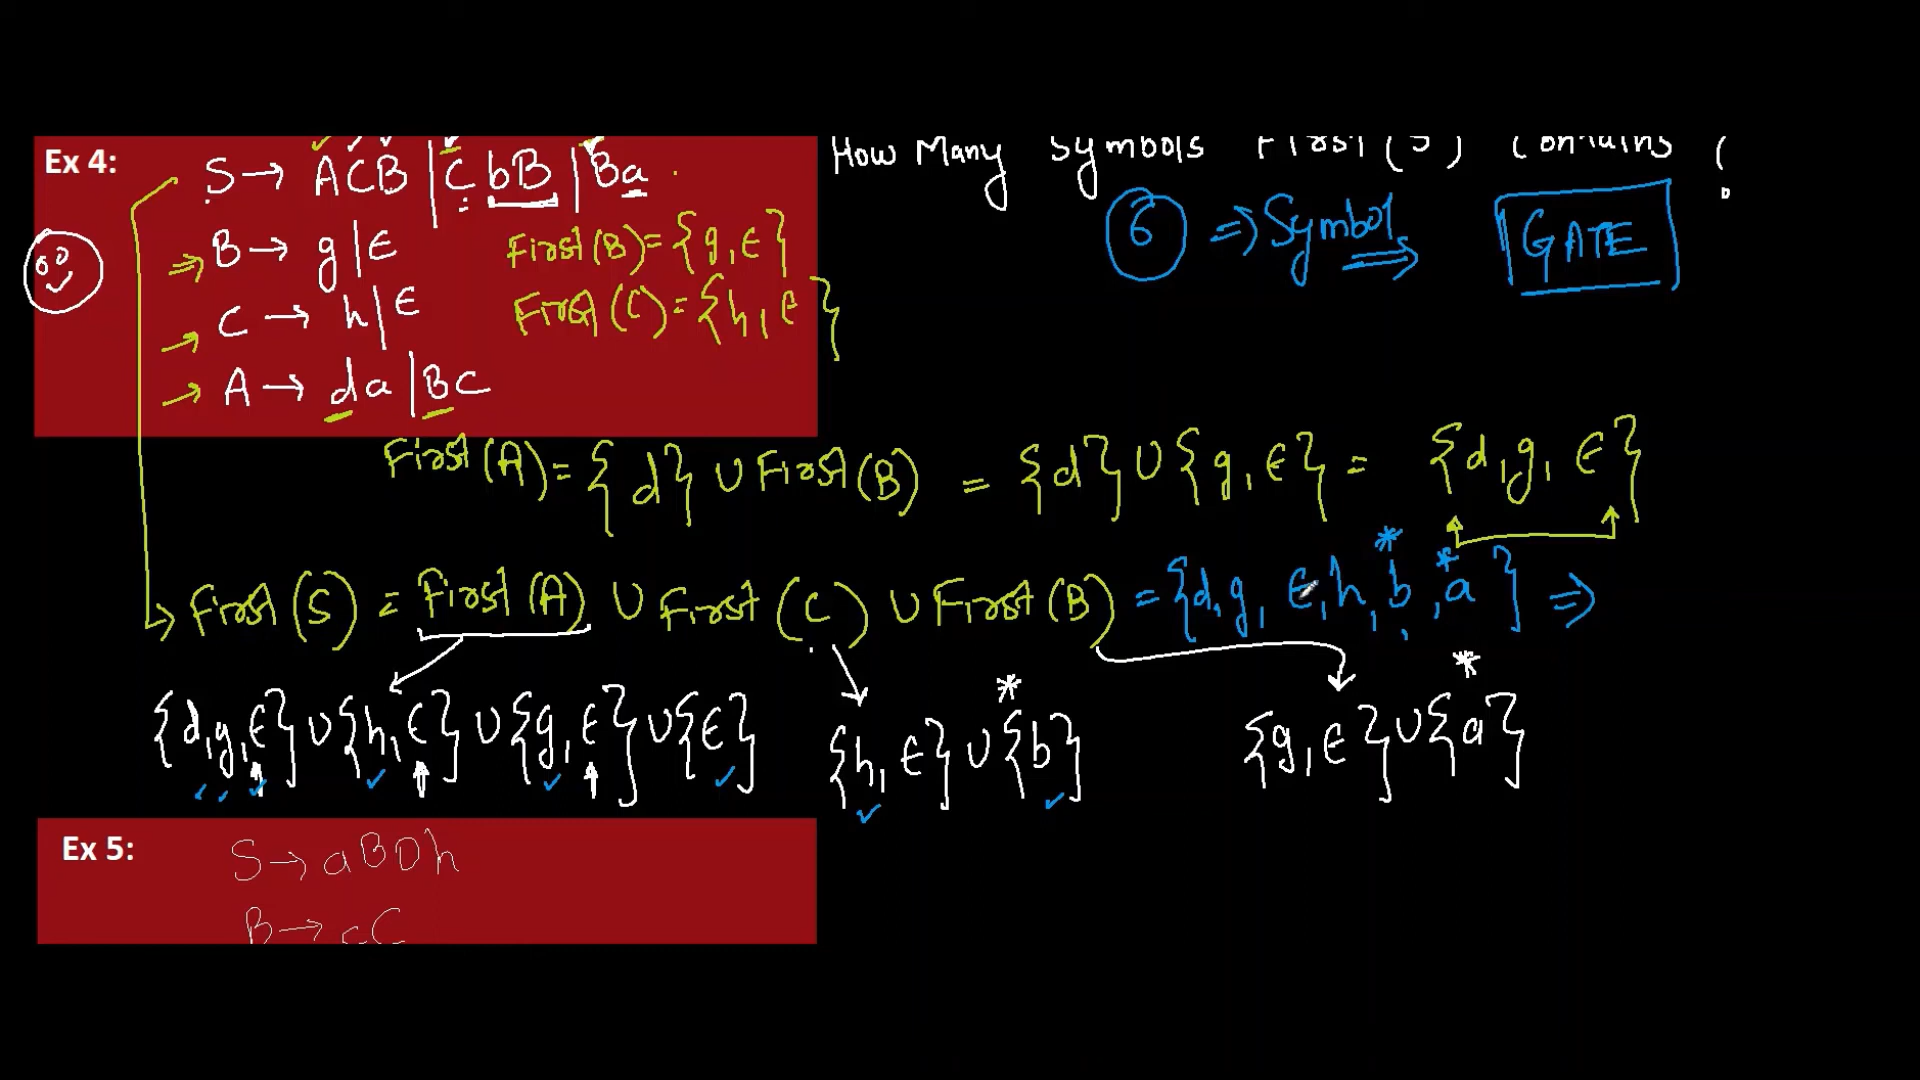 How Many Symbols First(S) Contains ?
Ex 4: S → ACB | CbB | Ba
6 ⇒ Symbol GATE
B → g|ε First(B) = {g, ε}
C → h|ε First(C) = {h, ε}
A → da|BC
First(A) = {d} ∪ First(B) = {d} ∪ {g, ε} = {d, g, ε}
First(S) = First(A) ∪ First(C) ∪ First(B) = {d, g, ε, h, b, a} ⇒
{d, g, ε} ∪ {h, ε} ∪ {g, ε} ∪ {ε} {h, ε} ∪ {b} {g, ε} ∪ {a}
Ex 5: S → aBDh
B → cC